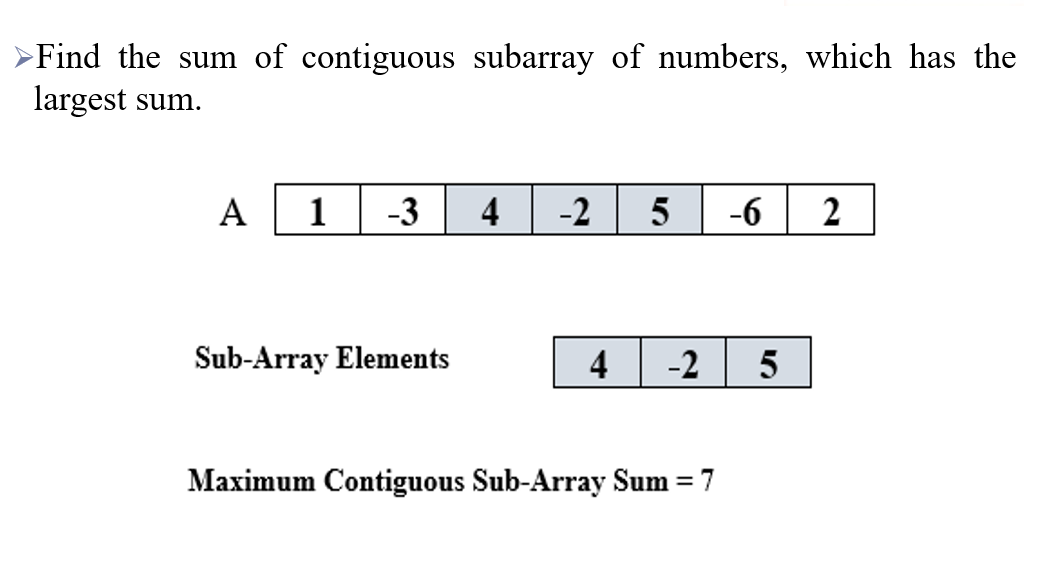 ➢Find the sum of contiguous subarray of numbers, which has the
largest sum.
A 1 -3 4 -2 5 -6 2
Sub-Array Elements 4 -2 5
Maximum Contiguous Sub-Array Sum = 7